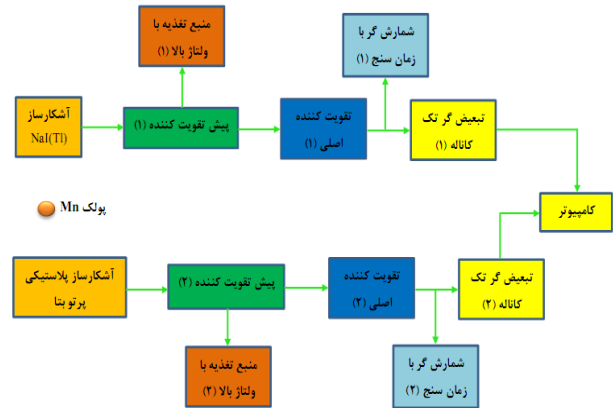 منبع تغذیه با
ولتاژ بالا (۱)
شمارش گر با
زمان سنج (۱)
آشکارساز
NaI(Tl)
پیش تقویت کننده (۱)
تقویت کننده
اصلی (۱)
تبعیض گر تک
کاناله (۱)
پولک Mn
کامپیوتر
آشکارساز پلاستیکی
پرتو بتا
پیش تقویت کننده (۲)
تقویت کننده
اصلی (۲)
تبعیض گر تک
کاناله (۲)
منبع تغذیه با
ولتاژ بالا (۲)
شمارش گر با
زمان سنج (۲)